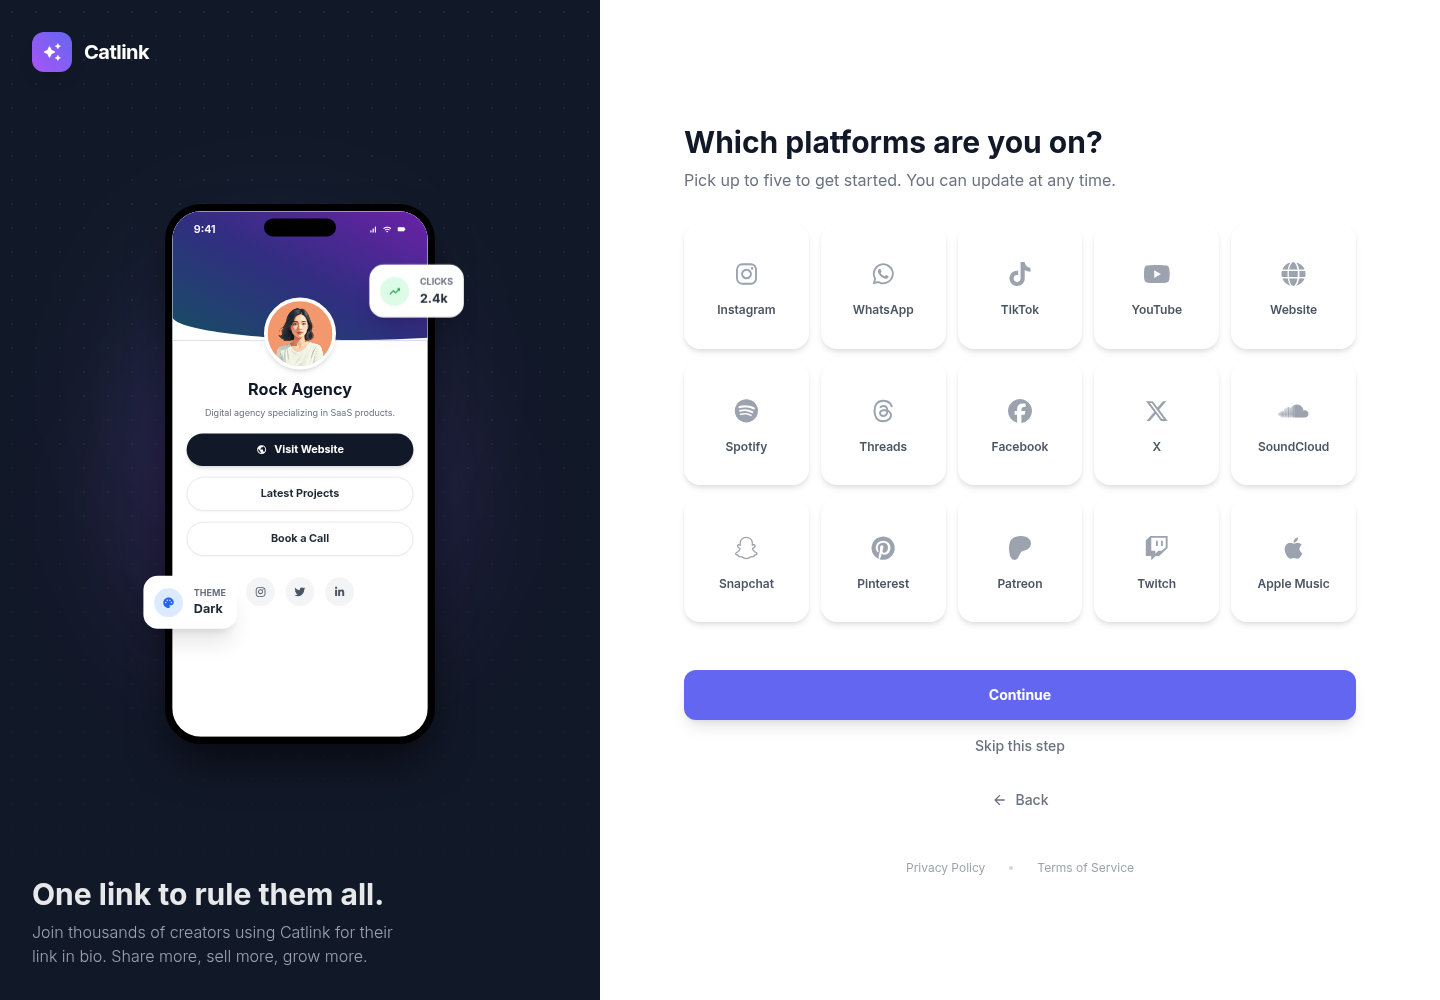 Catlink
9:41
CLICKS
2.4k
Rock Agency
Digital agency specializing in SaaS products.
Visit Website
Latest Projects
Book a Call
THEME
Dark
One link to rule them all.
Join thousands of creators using Catlink for their
link in bio. Share more, sell more, grow more.
Which platforms are you on?
Pick up to five to get started. You can update at any time.
Instagram
WhatsApp
TikTok
YouTube
Website
Spotify
Threads
Facebook
X
SoundCloud
Snapchat
Pinterest
Patreon
Twitch
Apple Music
Continue
Skip this step
Back
Privacy Policy • Terms of Service